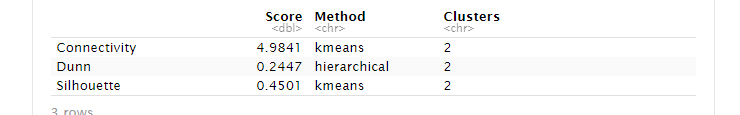 Score Method Clusters
<dbl> <chr> <chr>
Connectivity 4.9841 kmeans 2
Dunn 0.2447 hierarchical 2
Silhouette 0.4501 kmeans 2
3 rows